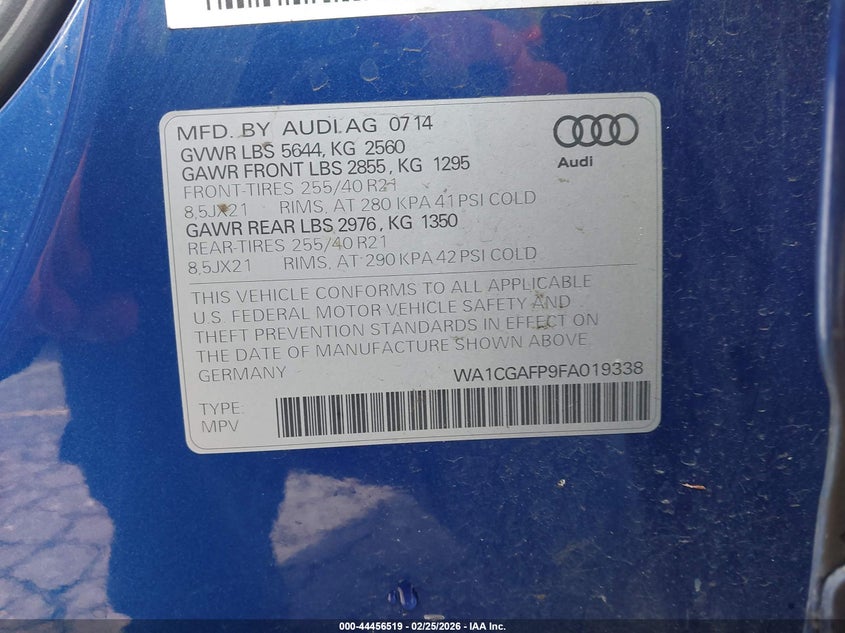 MFD. BY AUDI AG 07 14
GVWR LBS 5644, KG 2560
GAWR FRONT LBS 2855, KG 1295
FRONT-TIRES 255/40 R21
8,5JX21 RIMS, AT 280 KPA 41 PSI COLD
GAWR REAR LBS 2976, KG 1350
REAR-TIRES 255/40 R21
8,5JX21 RIMS, AT 290 KPA 42 PSI COLD
Audi
THIS VEHICLE CONFORMS TO ALL APPLICABLE
U.S. FEDERAL MOTOR VEHICLE SAFETY AND
THEFT PREVENTION STANDARDS IN EFFECT ON
THE DATE OF MANUFACTURE SHOWN ABOVE.
GERMANY WA1CGAFP9FA019338
TYPE:
MPV
000-44456519 / 02/25/2026 - IAA Inc.